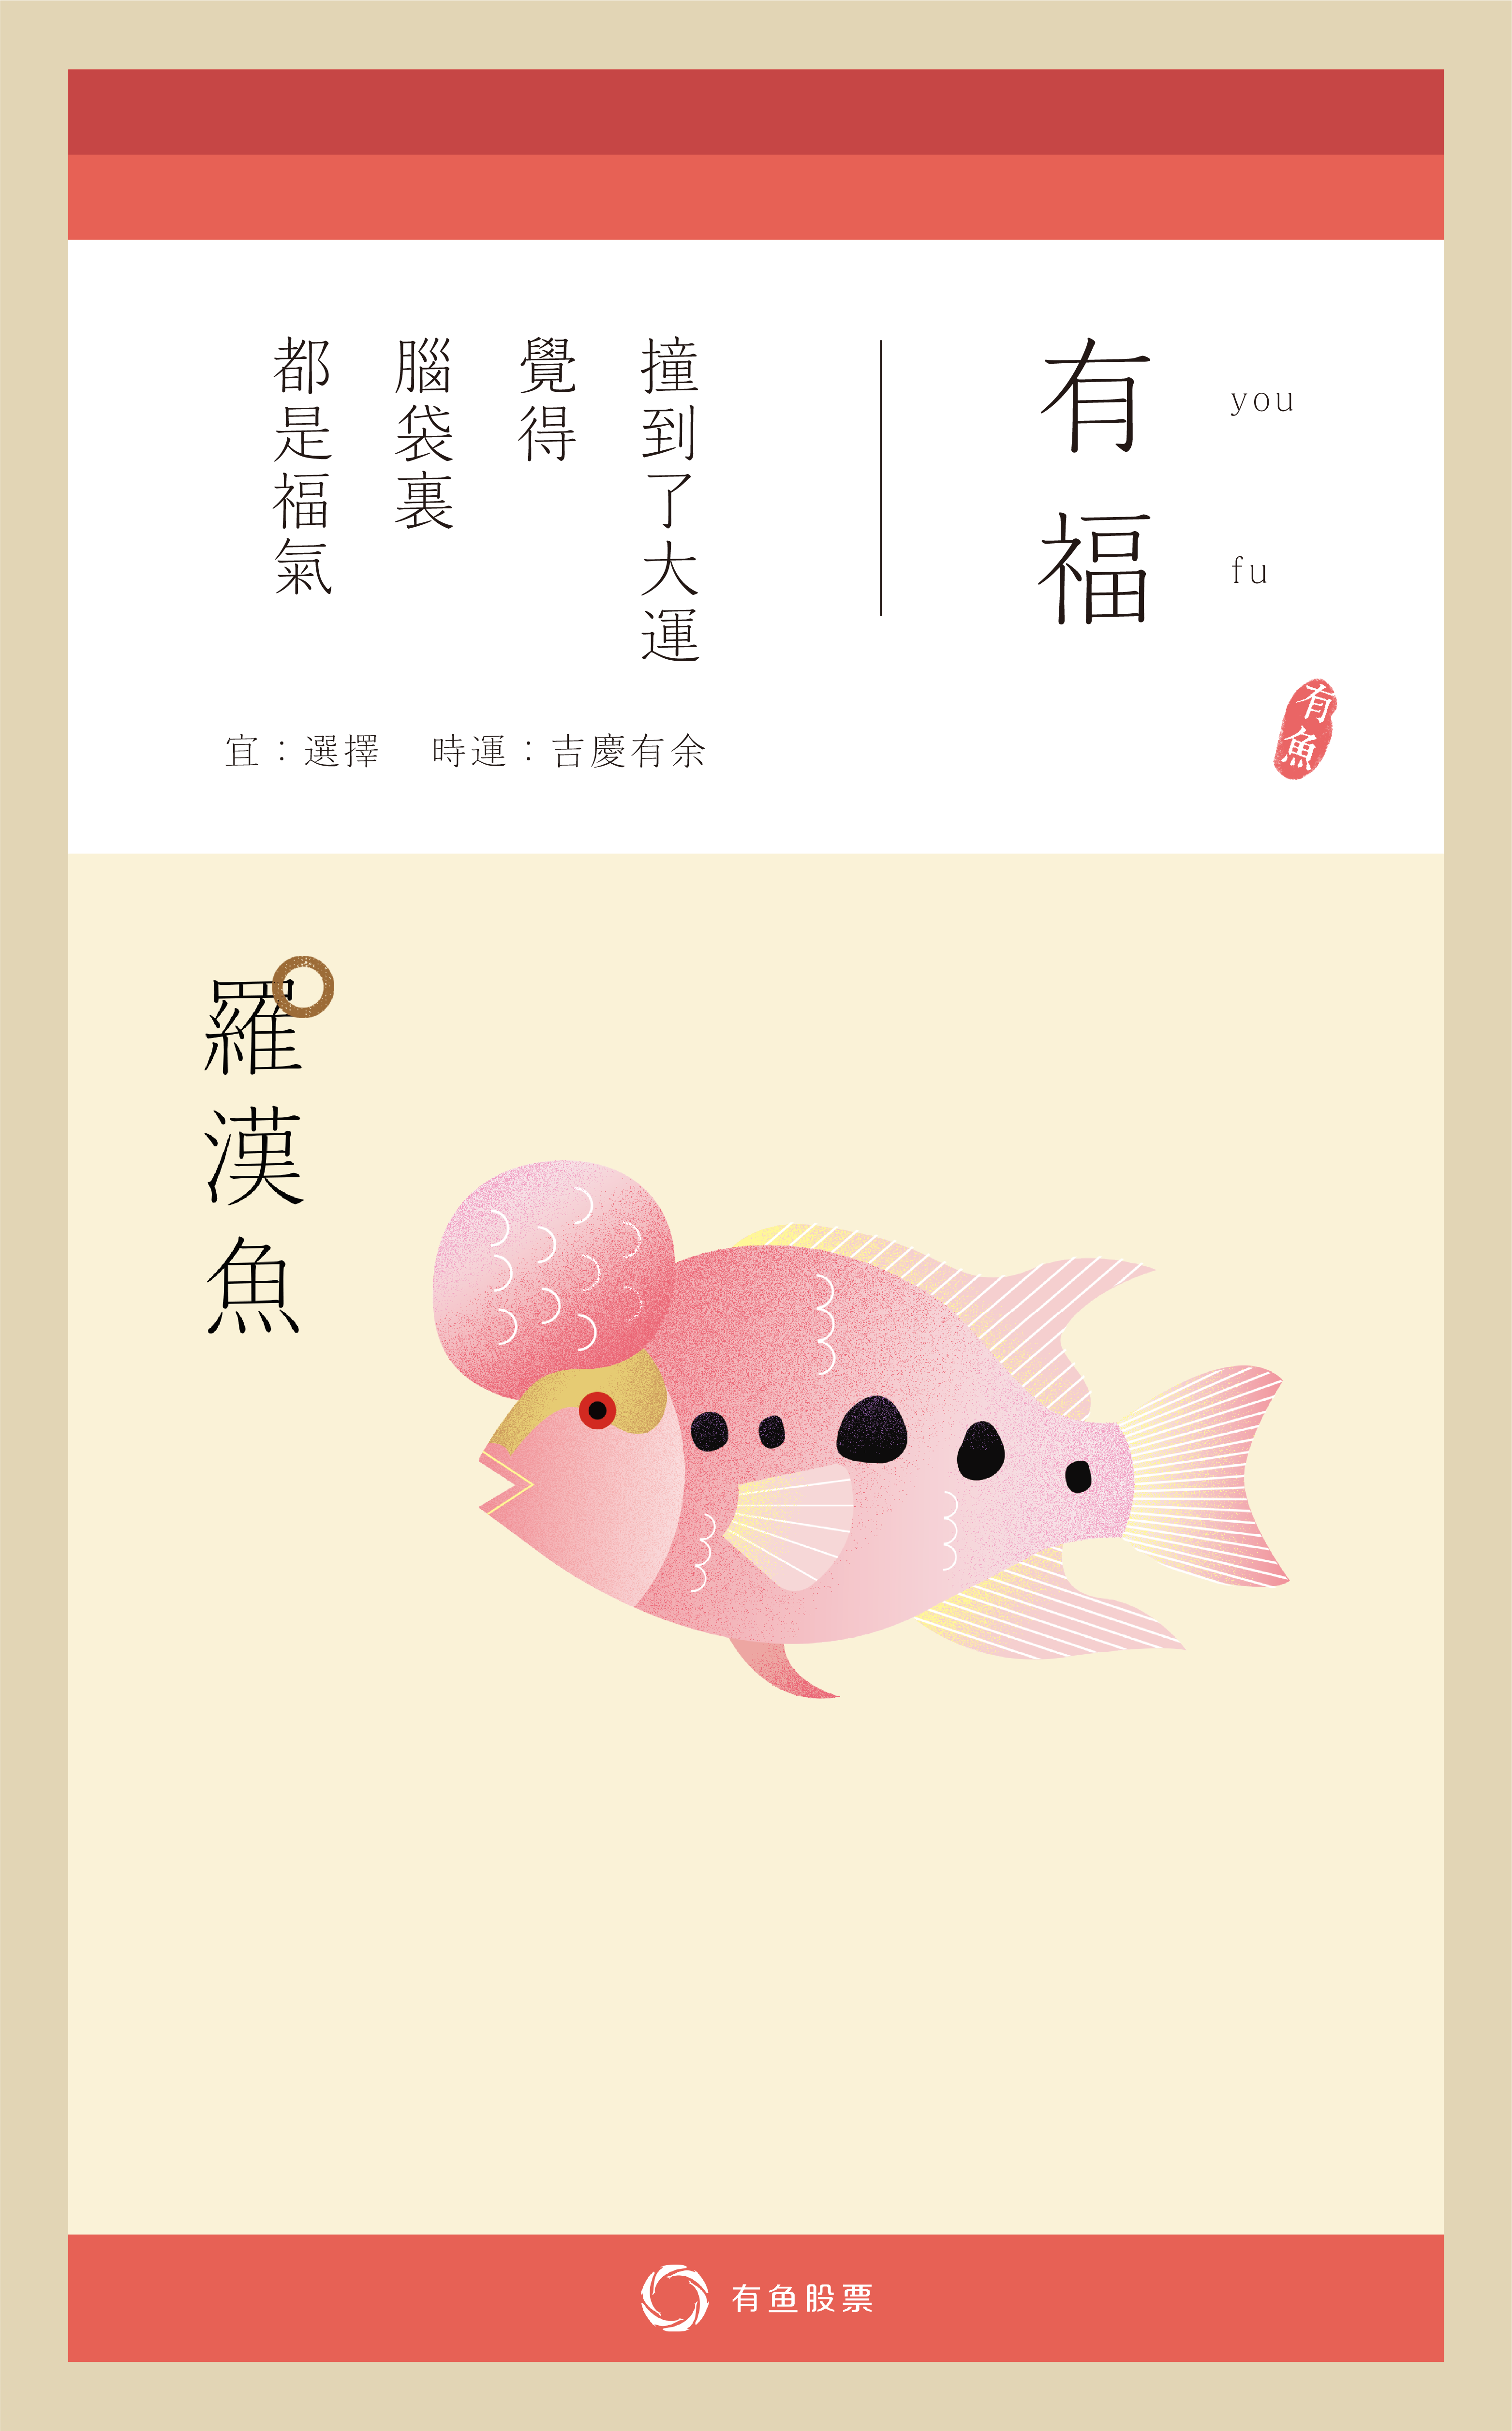 有福
you
fu
撞到了大運
覺得
腦袋裏
都是福氣
宜：選擇 時運：吉慶有余
有魚
羅漢魚
有鱼股票